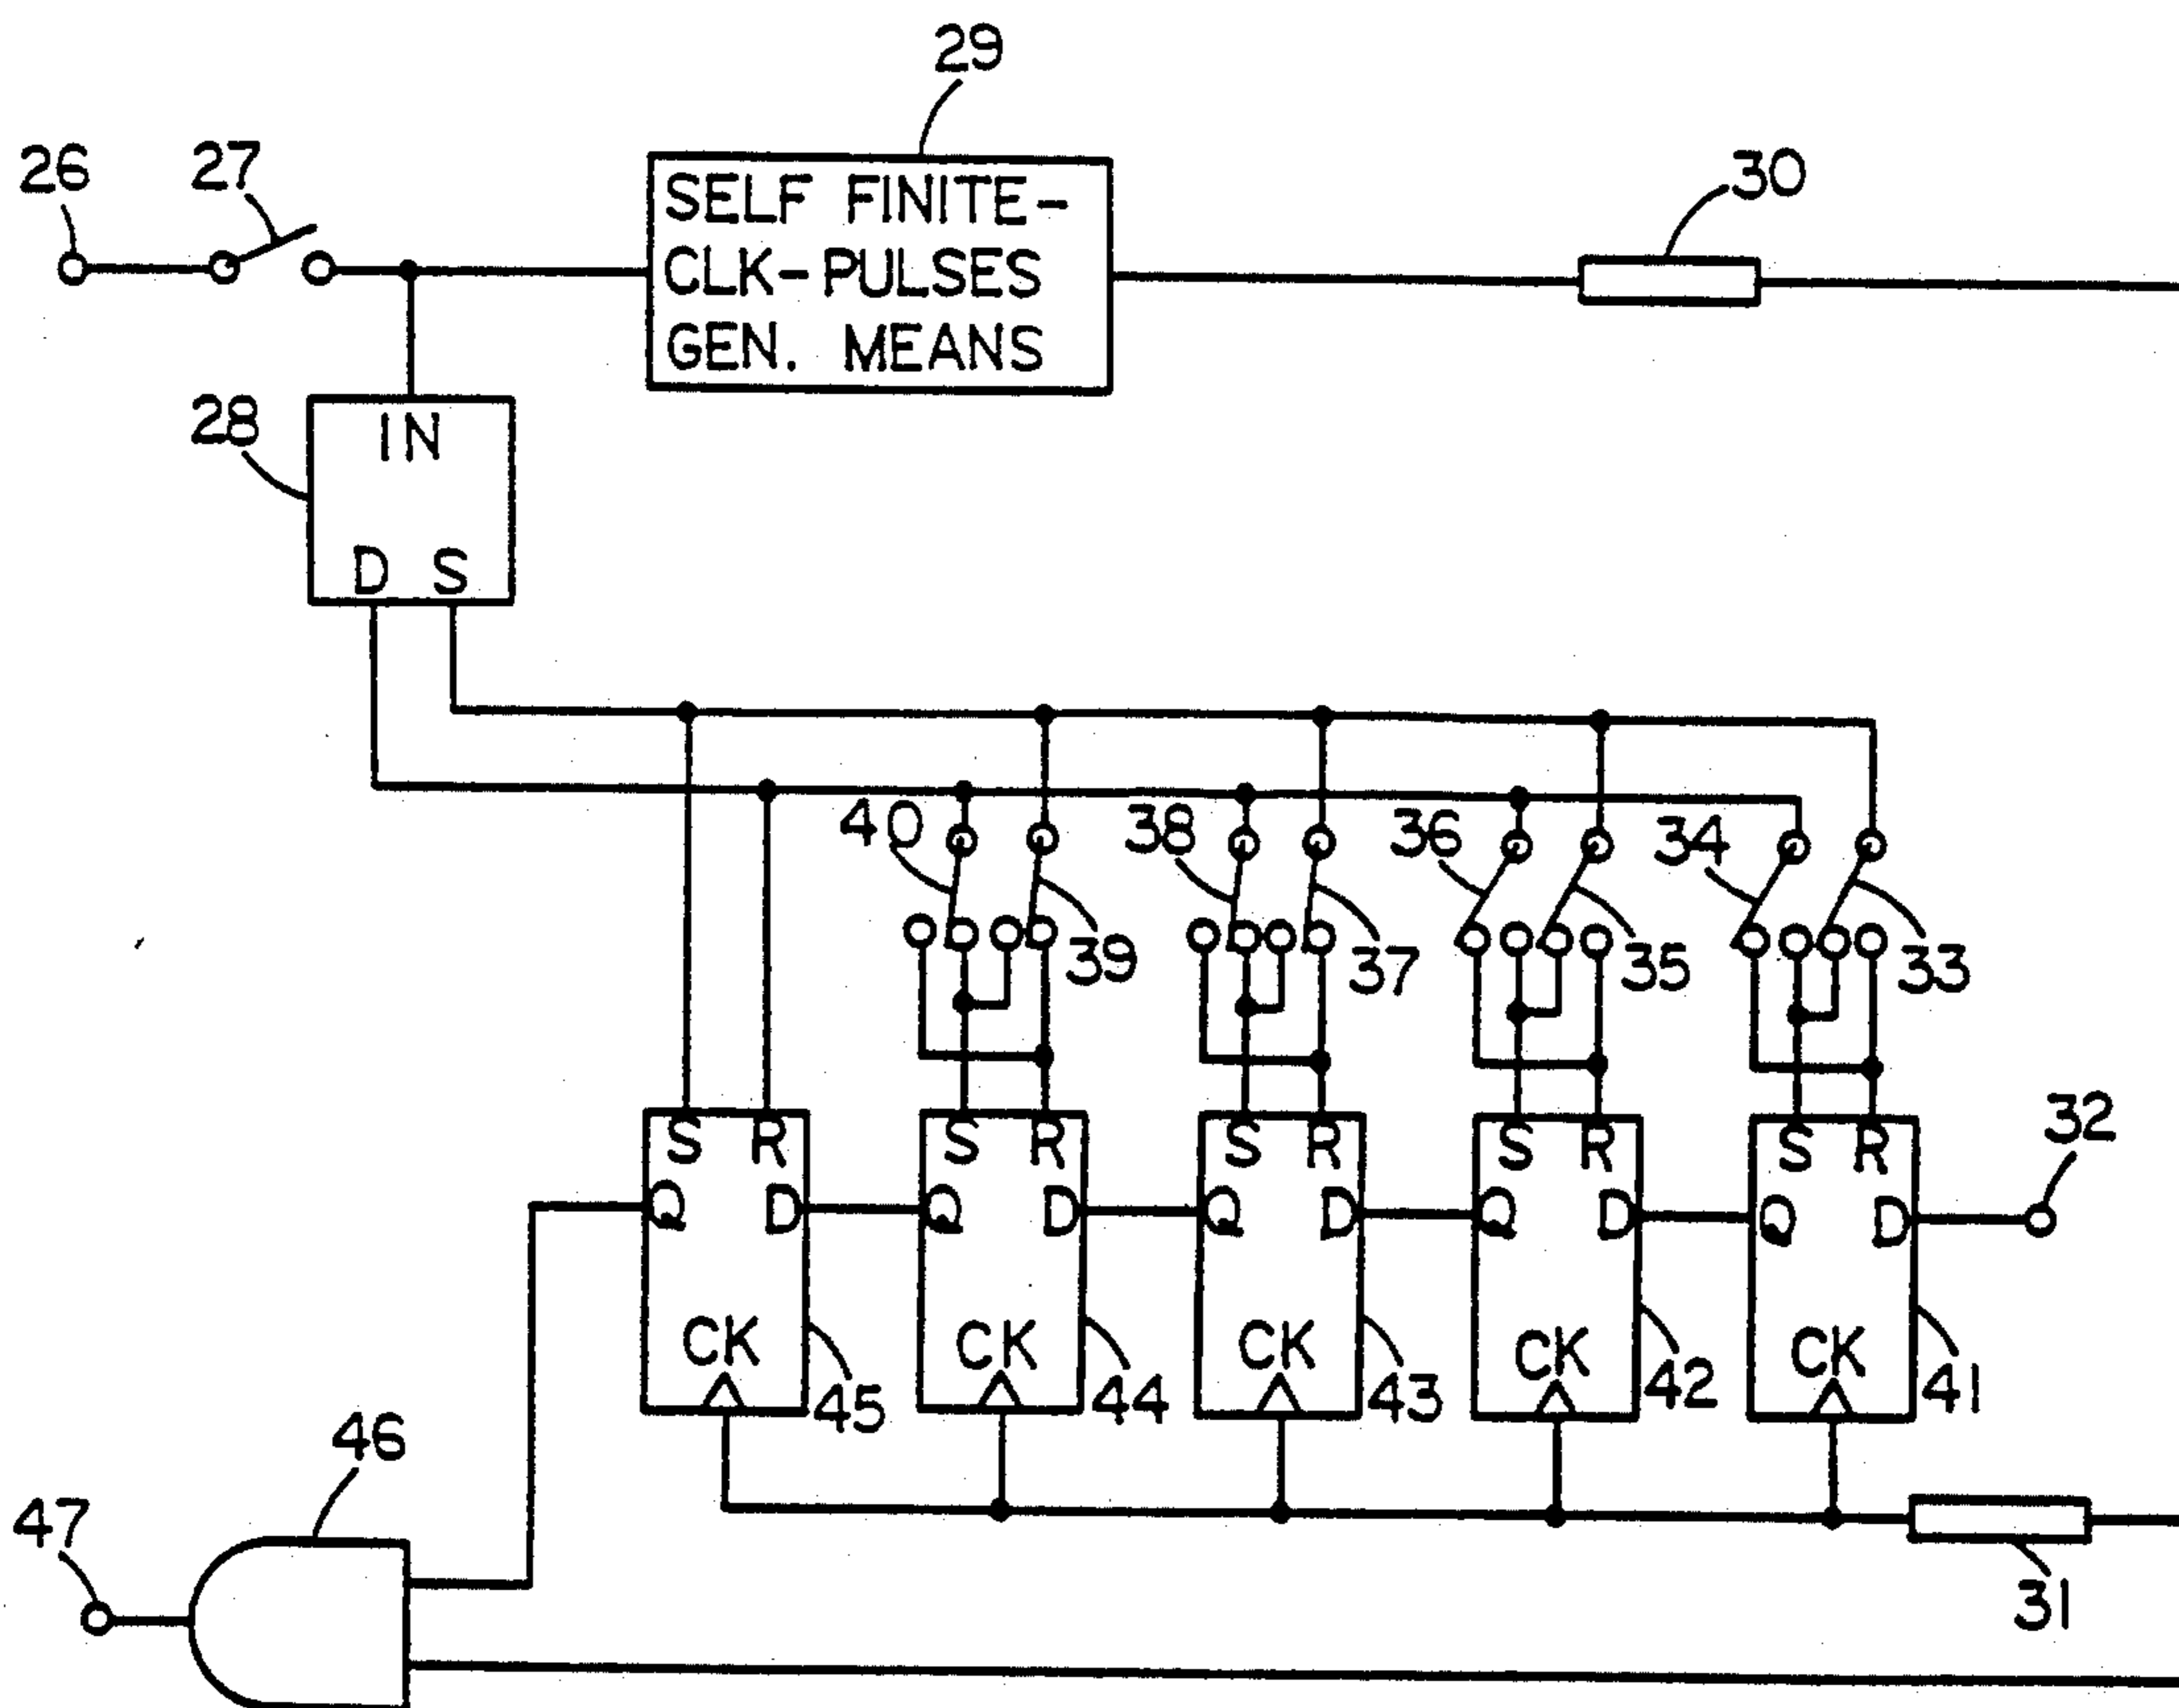 29
26 27 30
SELF FINITE-
CLK-PULSES
GEN. MEANS
28
IN
D S
40 38 36 34
39 37 35 33
32
S R S R S R S R S R
Q D Q D Q D Q D Q D
CK CK CK CK CK
45 44 43 42 41
46
47
31